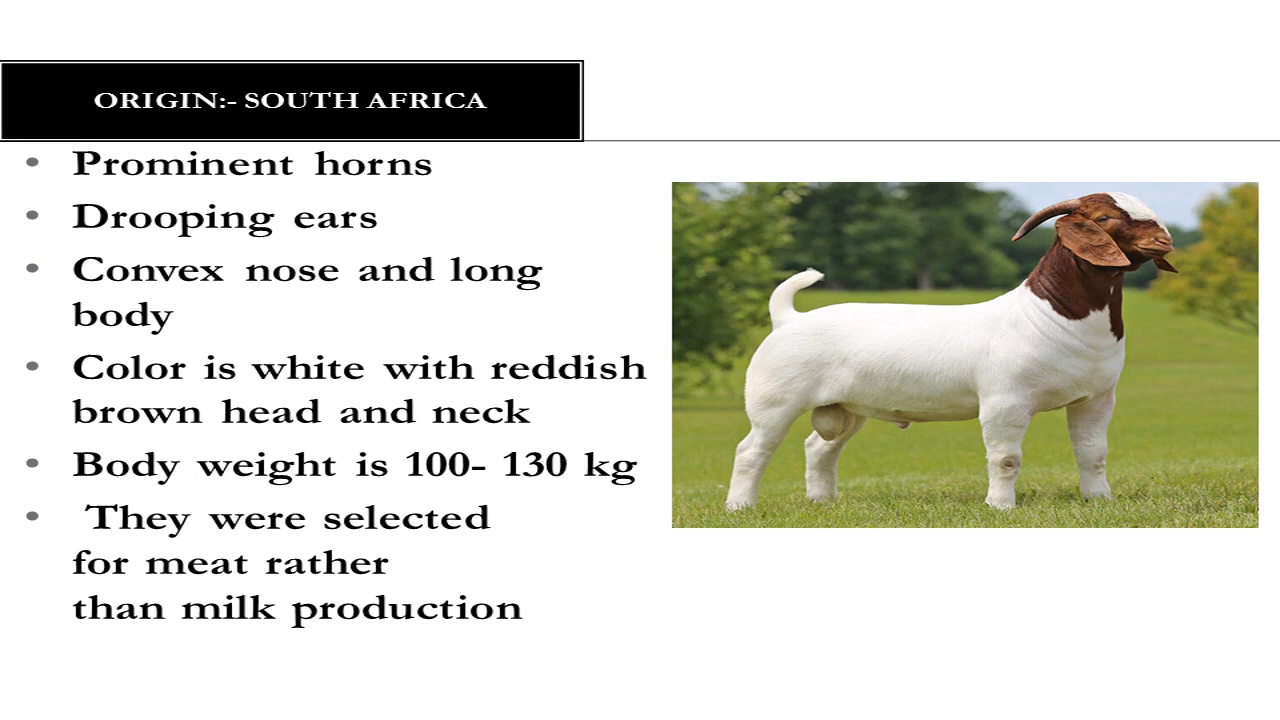 ORIGIN:- SOUTH AFRICA
• Prominent horns
• Drooping ears
• Convex nose and long
body
• Color is white with reddish
brown head and neck
• Body weight is 100- 130 kg
• They were selected
for meat rather
than milk production